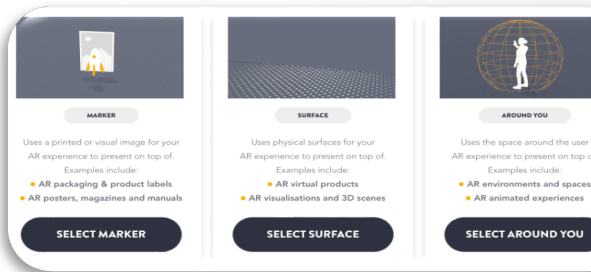 MARKER
Uses a printed or visual image for your
AR experience to present on top of.
Examples include:
• AR packaging & product labels
• AR posters, magazines and manuals
SELECT MARKER
SURFACE
Uses physical surfaces for your
AR experience to present on top of.
Examples include:
• AR virtual products
• AR visualisations and 3D scenes
SELECT SURFACE
AROUND YOU
Uses the space around the user
AR experience to present on top
Examples include:
• AR environments and spaces
• AR animated experiences
SELECT AROUND YOU